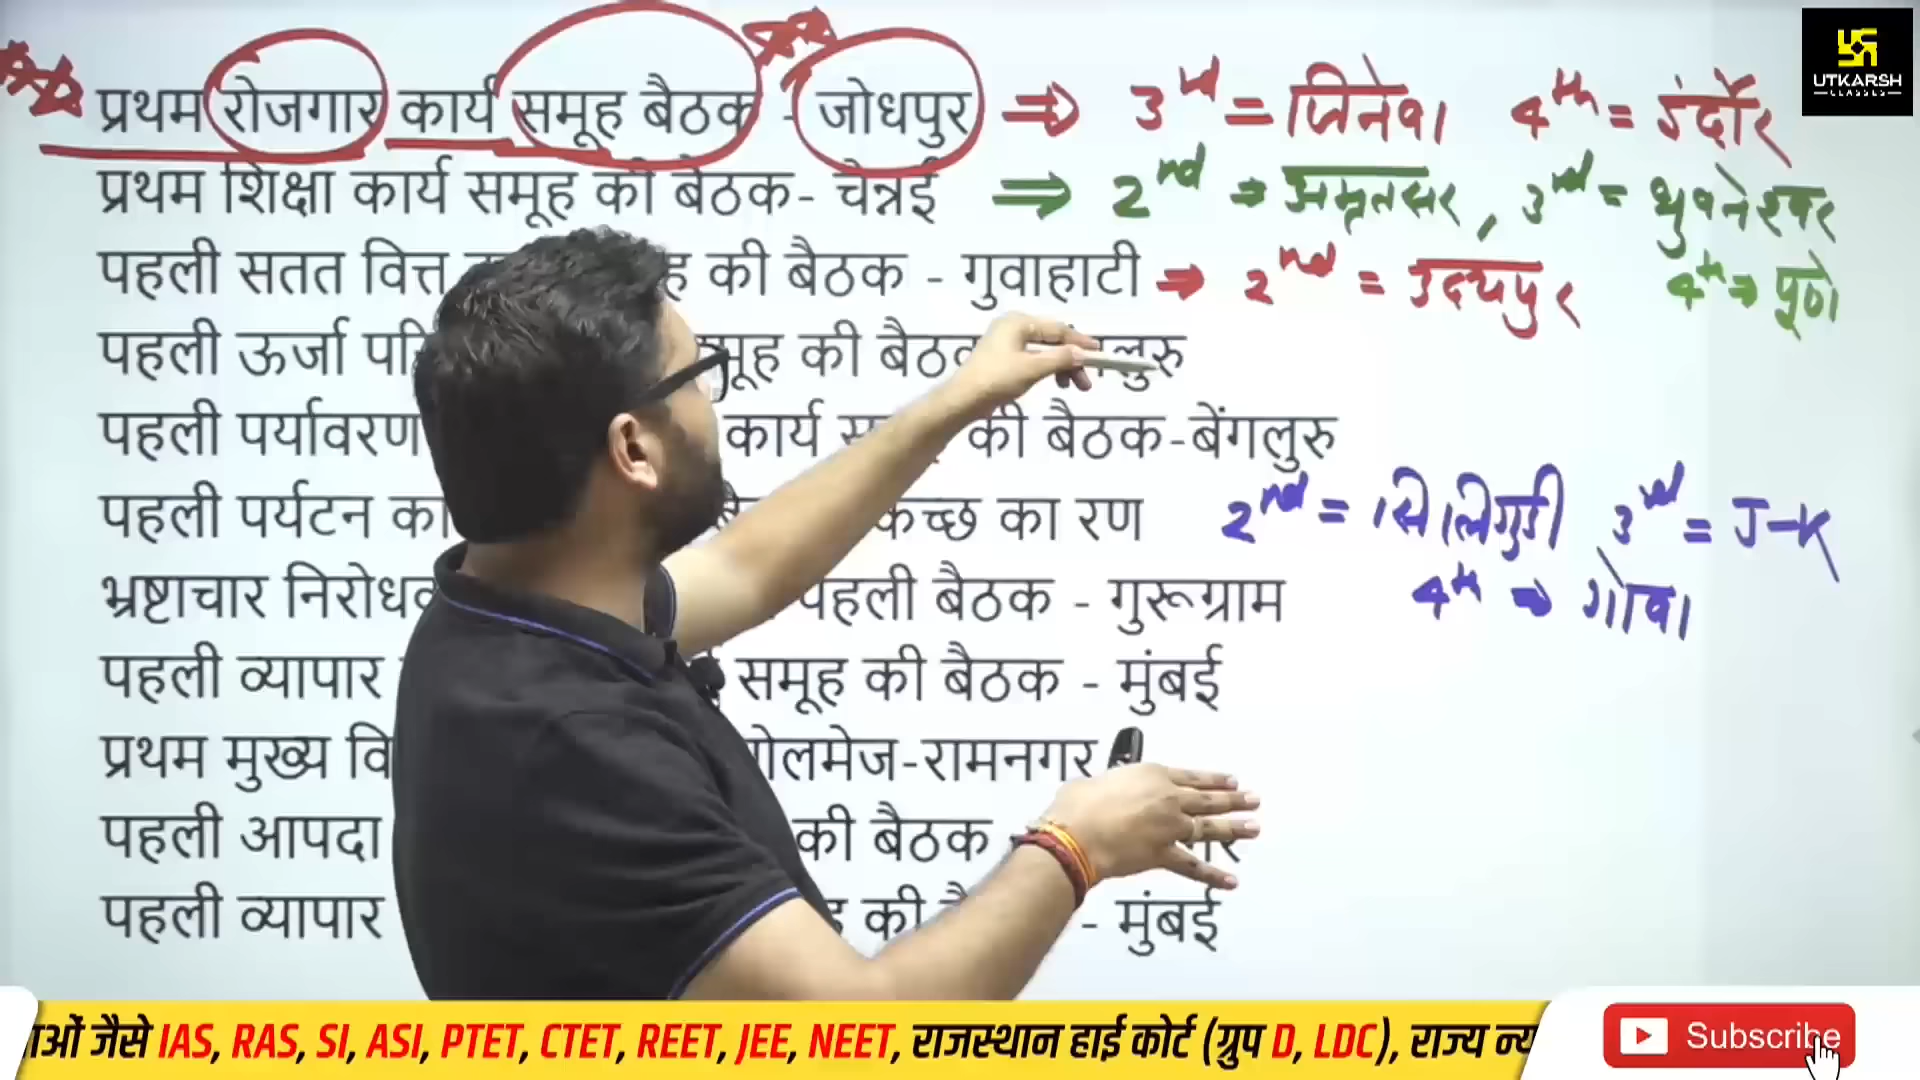 प्रथम रोजगार कार्य समूह बैठक - जोधपुर ⇒ 3rd = जिनेवा 4th = इंदौर
UTKARSH
CLASSES
प्रथम शिक्षा कार्य समूह की बैठक- चेन्नई ⇒ 2nd → अमृतसर, 3rd = भुवनेश्वर
पहली सतत वित्त की बैठक - गुवाहाटी ⇒ 2nd = उदयपुर 4th → पूणे
पहली ऊर्जा की बैठक
पहली पर्यावरण कार्य की बैठक-बेंगलुरु
पहली पर्यटन कच्छ का रण 2nd = सिलिगुड़ी 3rd = J-K
भ्रष्टाचार पहली बैठक - गुरूग्राम 4th → गोवा
पहली व्यापार समूह की बैठक - मुंबई
प्रथम मुख्य गोलमेज-रामनगर
पहली आपदा की बैठक
पहली व्यापार की - मुंबई
जैसे IAS, RAS, SI, ASI, PTET, CTET, REET, JEE, NEET, राजस्थान हाई कोर्ट (ग्रुप D, LDC), राज्य
Subscribe